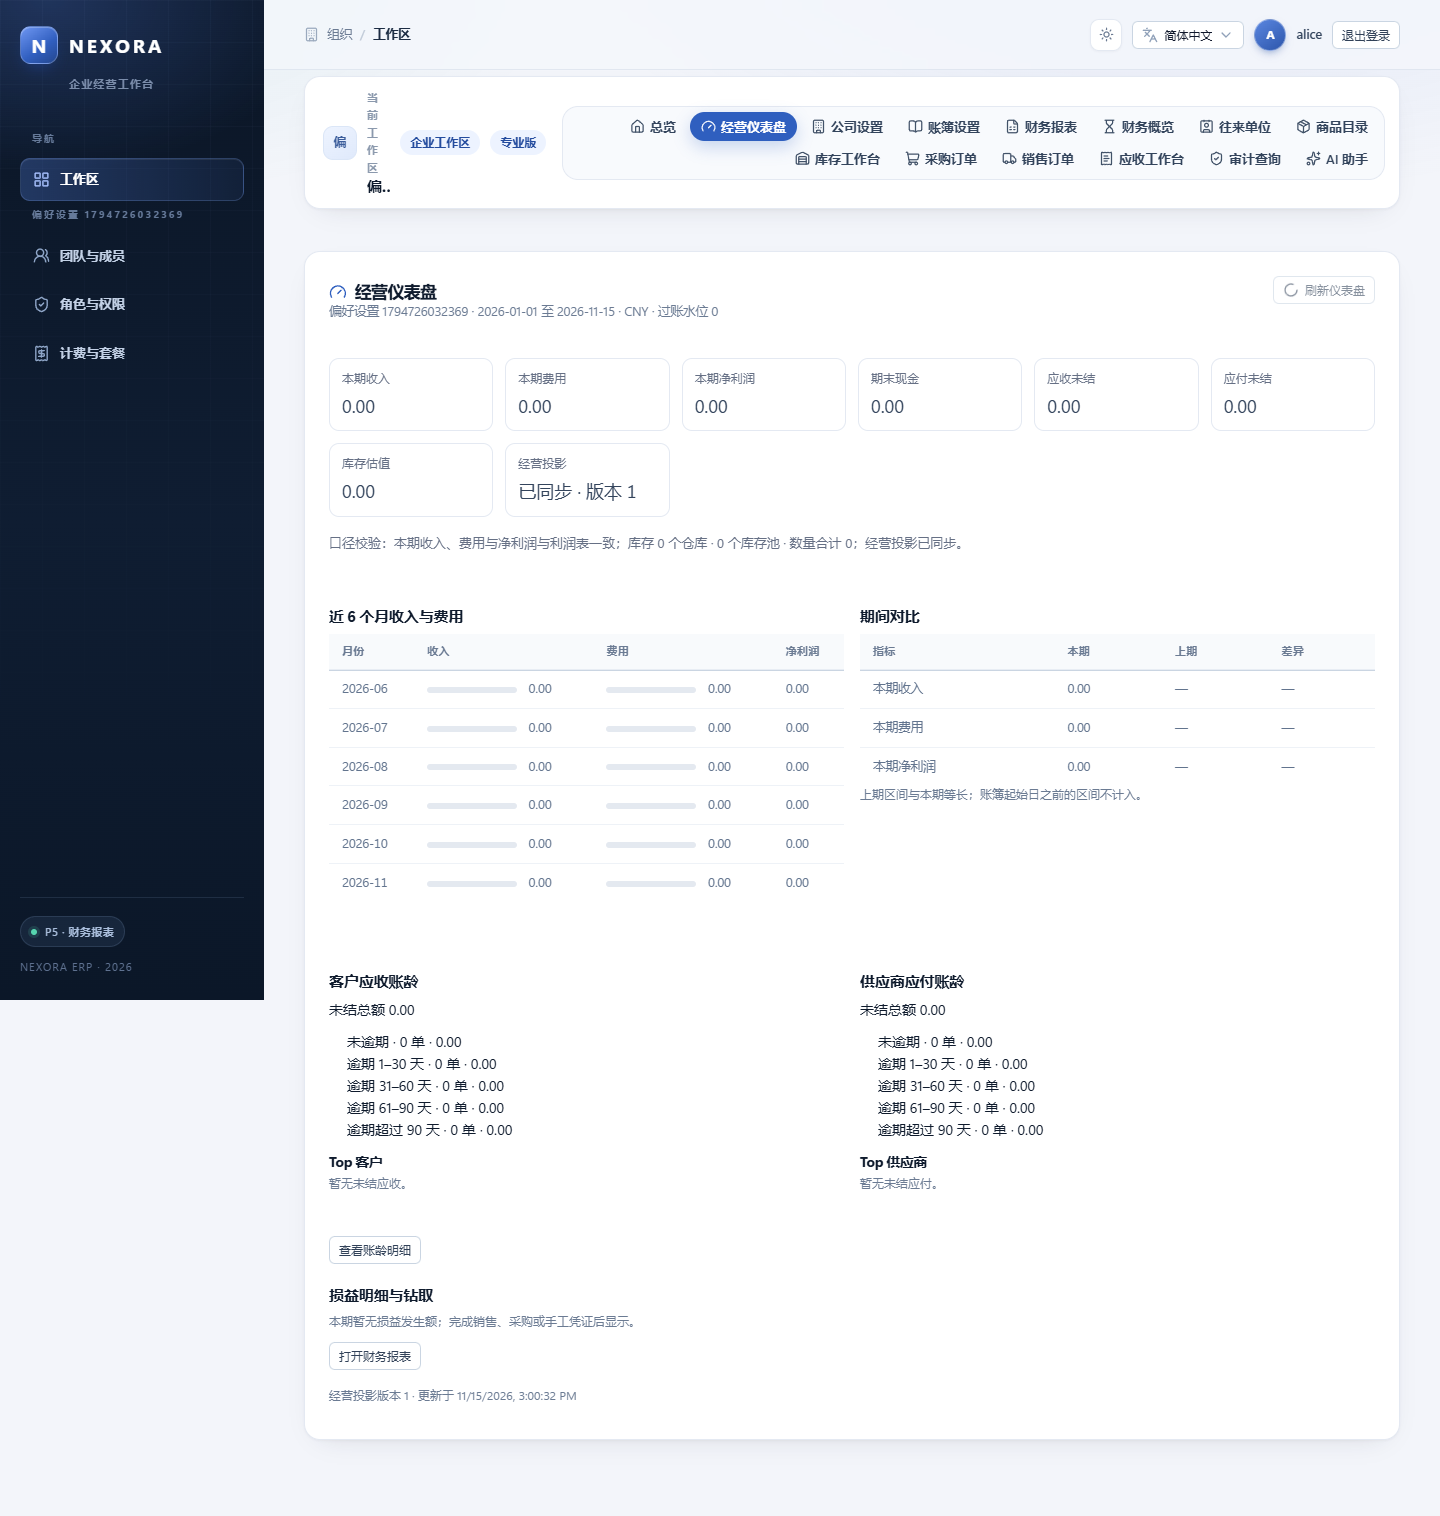 N NEXORA
企业经营工作台
导航
工作区
偏好设置 1794726032369
团队与成员
角色与权限
计费与套餐
P5 · 财务报表
NEXORA ERP · 2026
组织 / 工作区
简体中文
A alice
退出登录
偏
当前工作区
偏..
企业工作区
专业版
总览 经营仪表盘 公司设置 账簿设置 财务报表 财务概览 往来单位 商品目录
库存工作台 采购订单 销售订单 应收工作台 审计查询 AI 助手
经营仪表盘
刷新仪表盘
偏好设置 1794726032369 · 2026-01-01 至 2026-11-15 · CNY · 过账水位 0
本期收入 本期费用 本期净利润 期末现金 应收未结 应付未结
0.00 0.00 0.00 0.00 0.00 0.00
库存估值 经营投影
0.00 已同步 · 版本 1
口径校验：本期收入、费用与净利润与利润表一致；库存 0 个仓库 · 0 个库存池 · 数量合计 0；经营投影已同步。
近 6 个月收入与费用
月份 收入 费用 净利润
2026-06 0.00 0.00 0.00
2026-07 0.00 0.00 0.00
2026-08 0.00 0.00 0.00
2026-09 0.00 0.00 0.00
2026-10 0.00 0.00 0.00
2026-11 0.00 0.00 0.00
期间对比
指标 本期 上期 差异
本期收入 0.00 — —
本期费用 0.00 — —
本期净利润 0.00 — —
上期区间与本期等长；账簿起始日之前的区间不计入。
客户应收账龄
未结总额 0.00
未逾期 · 0 单 · 0.00
逾期 1–30 天 · 0 单 · 0.00
逾期 31–60 天 · 0 单 · 0.00
逾期 61–90 天 · 0 单 · 0.00
逾期超过 90 天 · 0 单 · 0.00
Top 客户
暂无未结应收。
供应商应付账龄
未结总额 0.00
未逾期 · 0 单 · 0.00
逾期 1–30 天 · 0 单 · 0.00
逾期 31–60 天 · 0 单 · 0.00
逾期 61–90 天 · 0 单 · 0.00
逾期超过 90 天 · 0 单 · 0.00
Top 供应商
暂无未结应付。
查看账龄明细
损益明细与钻取
本期暂无损益发生额；完成销售、采购或手工凭证后显示。
打开财务报表
经营投影版本 1 · 更新于 11/15/2026, 3:00:32 PM